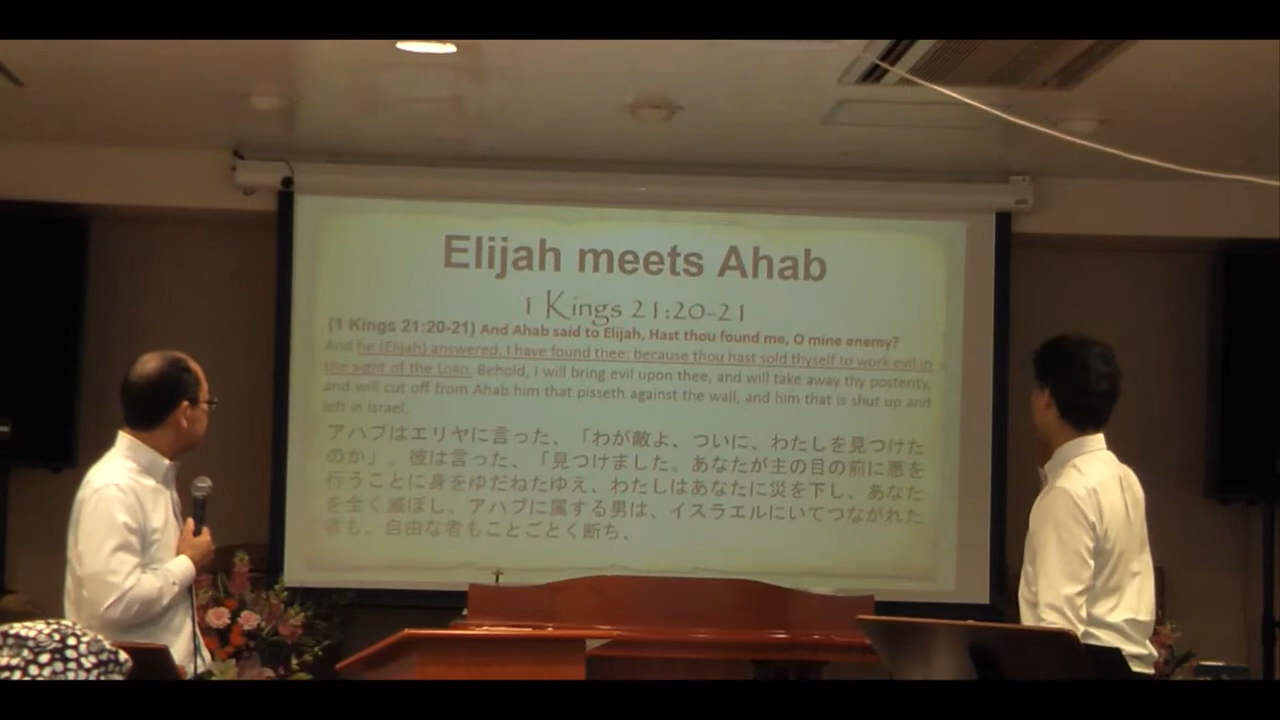 Elijah meets Ahab
1 Kings 21:20-21
(1 Kings 21:20-21) And Ahab said to Elijah, Hast thou found me, O mine enemy?
And he (Elijah) answered, I have found thee: because thou hast sold thyself to work evil in
the sight of the LORD. Behold, I will bring evil upon thee, and will take away thy posterity,
and will cut off from Ahab him that pisseth against the wall, and him that is shut up and
left in Israel,
アハブはエリヤに言った、「わが敵よ、ついに、わたしを見つけた
のか」。彼は言った、「見つけました。あなたが主の目の前に悪を
行うことに身をゆだねたゆえ、わたしはあなたに災を下し、あなた
を全く滅ぼし、アハブに属する男は、イスラエルにいてつながれた
者も、自由な者もことごとく断ち、